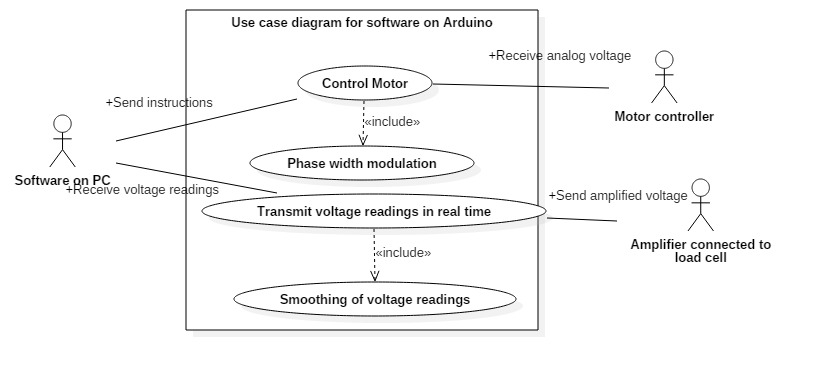 Use case diagram for software on Arduino
+Receive analog voltage
Control Motor
+Send instructions
Motor controller
«include»
Phase width modulation
Software on PC
+Receive voltage readings
+Send amplified voltage
Transmit voltage readings in real time
Amplifier connected to
load cell
«include»
Smoothing of voltage readings